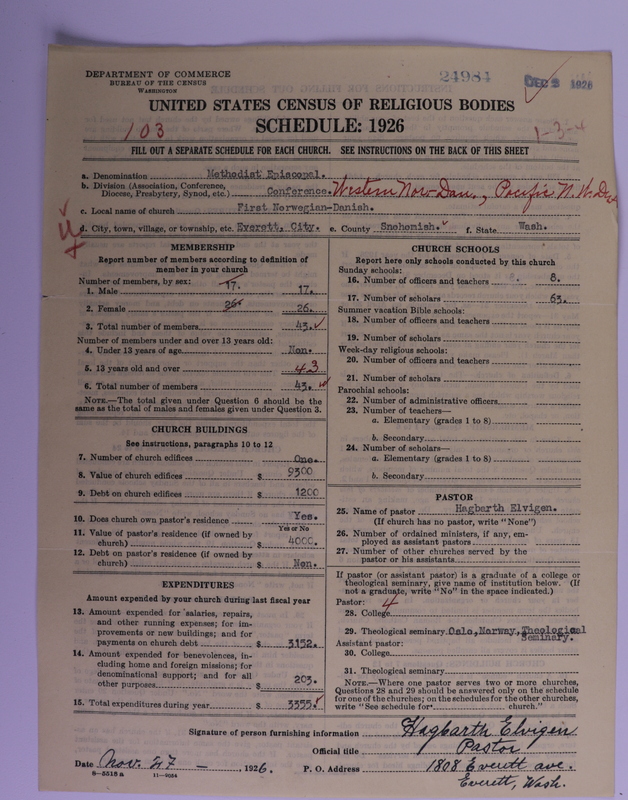 DEPARTMENT OF COMMERCE
BUREAU OF THE CENSUS
WASHINGTON
24984
DEC 3 1926
UNITED STATES CENSUS OF RELIGIOUS BODIES
SCHEDULE: 1926
103
1-3-4
FILL OUT A SEPARATE SCHEDULE FOR EACH CHURCH. SEE INSTRUCTIONS ON THE BACK OF THIS SHEET
a. Denomination Methodist Episcopal.
b. Division (Association, Conference, Diocese, Presbytery, Synod, etc.) Conference. Western Nor-Dan., Pacific N.W. Dist
c. Local name of church First Norwegian-Danish.
d. City, town, village, or township, etc. Everett, City. e. County Snohomish. f. State Wash.
MEMBERSHIP
Report number of members according to definition of
member in your church
Number of members, by sex: 17.
1. Male 17.
2. Female 26. 26.
3. Total number of members 43.
Number of members under and over 13 years old:
4. Under 13 years of age Non.
5. 13 years old and over 43
6. Total number of members 43.
NOTE.—The total given under Question 6 should be the
same as the total of males and females given under Question 3.
CHURCH BUILDINGS
See instructions, paragraphs 10 to 12
7. Number of church edifices One.
8. Value of church edifices $ 9300
9. Debt on church edifices $ 1200
10. Does church own pastor's residence Yes.
Yes or No
11. Value of pastor's residence (if owned by
church) $ 4000.
12. Debt on pastor's residence (if owned by
church) $ Non.
EXPENDITURES
Amount expended by your church during last fiscal year
13. Amount expended for salaries, repairs,
and other running expenses; for im-
provements or new buildings; and for
payments on church debt $ 3152.
14. Amount expended for benevolences, in-
cluding home and foreign missions; for
denominational support; and for all
other purposes $ 203.
15. Total expenditures during year $ 3355.
CHURCH SCHOOLS
Report here only schools conducted by this church
Sunday schools:
16. Number of officers and teachers 8.
17. Number of scholars 63.
Summer vacation Bible schools:
18. Number of officers and teachers
19. Number of scholars
Week-day religious schools:
20. Number of officers and teachers
21. Number of scholars
Parochial schools:
22. Number of administrative officers
23. Number of teachers—
a. Elementary (grades 1 to 8)
b. Secondary
24. Number of scholars—
a. Elementary (grades 1 to 8)
b. Secondary
PASTOR
25. Name of pastor Hagbarth Elvigen.
(If church has no pastor, write "None")
26. Number of ordained ministers, if any, em-
ployed as assistant pastors
27. Number of other churches served by the
pastor or his assistants
If pastor (or assistant pastor) is a graduate of a college or
theological seminary, give name of institution below. (If
not a graduate, write "No" in the space indicated.)
Pastor: 4
28. College
29. Theological seminary Oslo, Norway, Theological
Seminary.
Assistant pastor:
30. College
31. Theological seminary
NOTE.—Where one pastor serves two or more churches,
Questions 28 and 29 should be answered only on the schedule
for one of the churches; on the schedules for the other churches,
write "See schedule for church."
Signature of person furnishing information Hagbarth Elvigen
Official title Pastor
Date Nov. 27 —, 1926. P. O. Address 1808 Everett ave.
8-5518 a 11-9024
Everett, Wash.